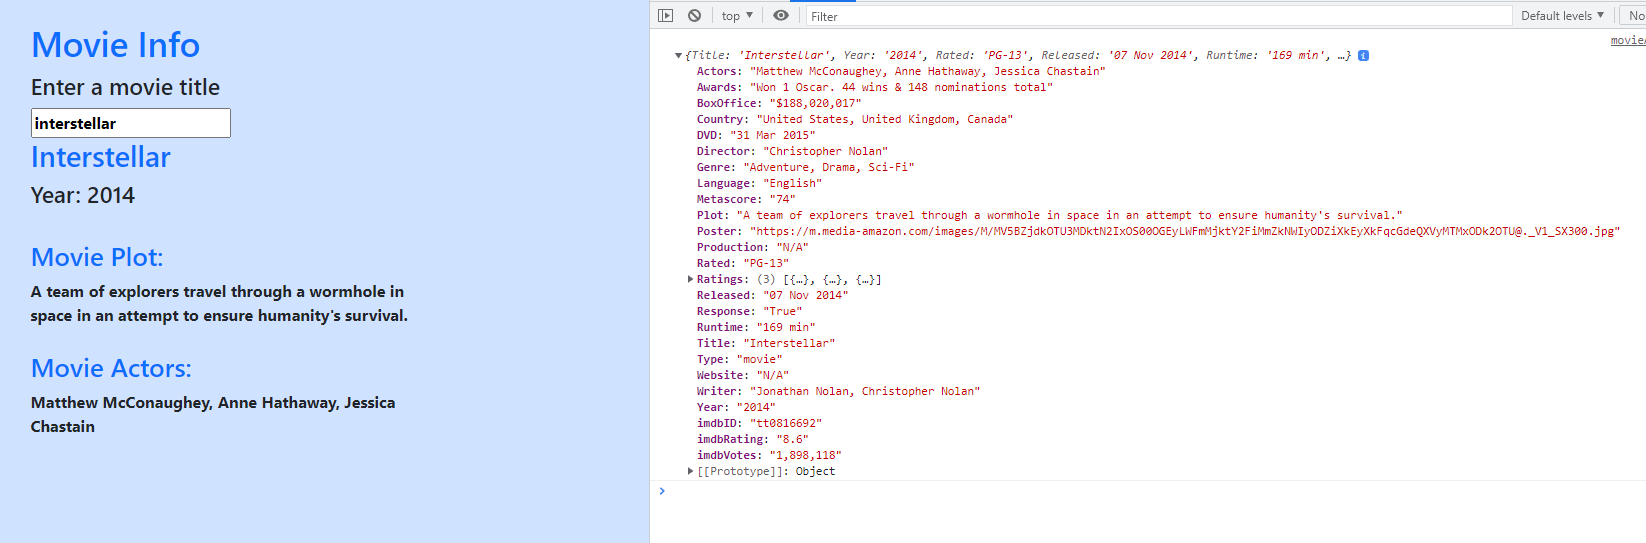 Movie Info
Enter a movie title
interstellar
Interstellar
Year: 2014
Movie Plot:
A team of explorers travel through a wormhole in
space in an attempt to ensure humanity's survival.
Movie Actors:
Matthew McConaughey, Anne Hathaway, Jessica
Chastain
top ▼ Filter Default levels ▼ No
movie
▼{Title: 'Interstellar', Year: '2014', Rated: 'PG-13', Released: '07 Nov 2014', Runtime: '169 min', …} i
Actors: "Matthew McConaughey, Anne Hathaway, Jessica Chastain"
Awards: "Won 1 Oscar. 44 wins & 148 nominations total"
BoxOffice: "$188,020,017"
Country: "United States, United Kingdom, Canada"
DVD: "31 Mar 2015"
Director: "Christopher Nolan"
Genre: "Adventure, Drama, Sci-Fi"
Language: "English"
Metascore: "74"
Plot: "A team of explorers travel through a wormhole in space in an attempt to ensure humanity's survival."
Poster: "https://m.media-amazon.com/images/M/MV5BZjdkOTU3MDktN2IxOS00OGEyLWFmMjktY2FiMmZkNWIyODZiXkEyXkFqcGdeQXVyMTMxODk2OTU@._V1_SX300.jpg"
Production: "N/A"
Rated: "PG-13"
▶ Ratings: (3) [{…}, {…}, {…}]
Released: "07 Nov 2014"
Response: "True"
Runtime: "169 min"
Title: "Interstellar"
Type: "movie"
Website: "N/A"
Writer: "Jonathan Nolan, Christopher Nolan"
Year: "2014"
imdbID: "tt0816692"
imdbRating: "8.6"
imdbVotes: "1,898,118"
▶ [[Prototype]]: Object